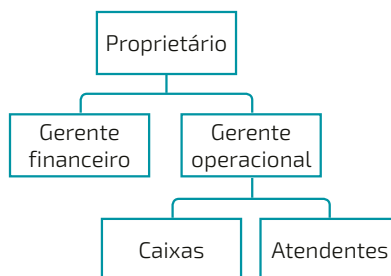 Proprietário
Gerente
financeiro
Gerente
operacional
Caixas
Atendentes